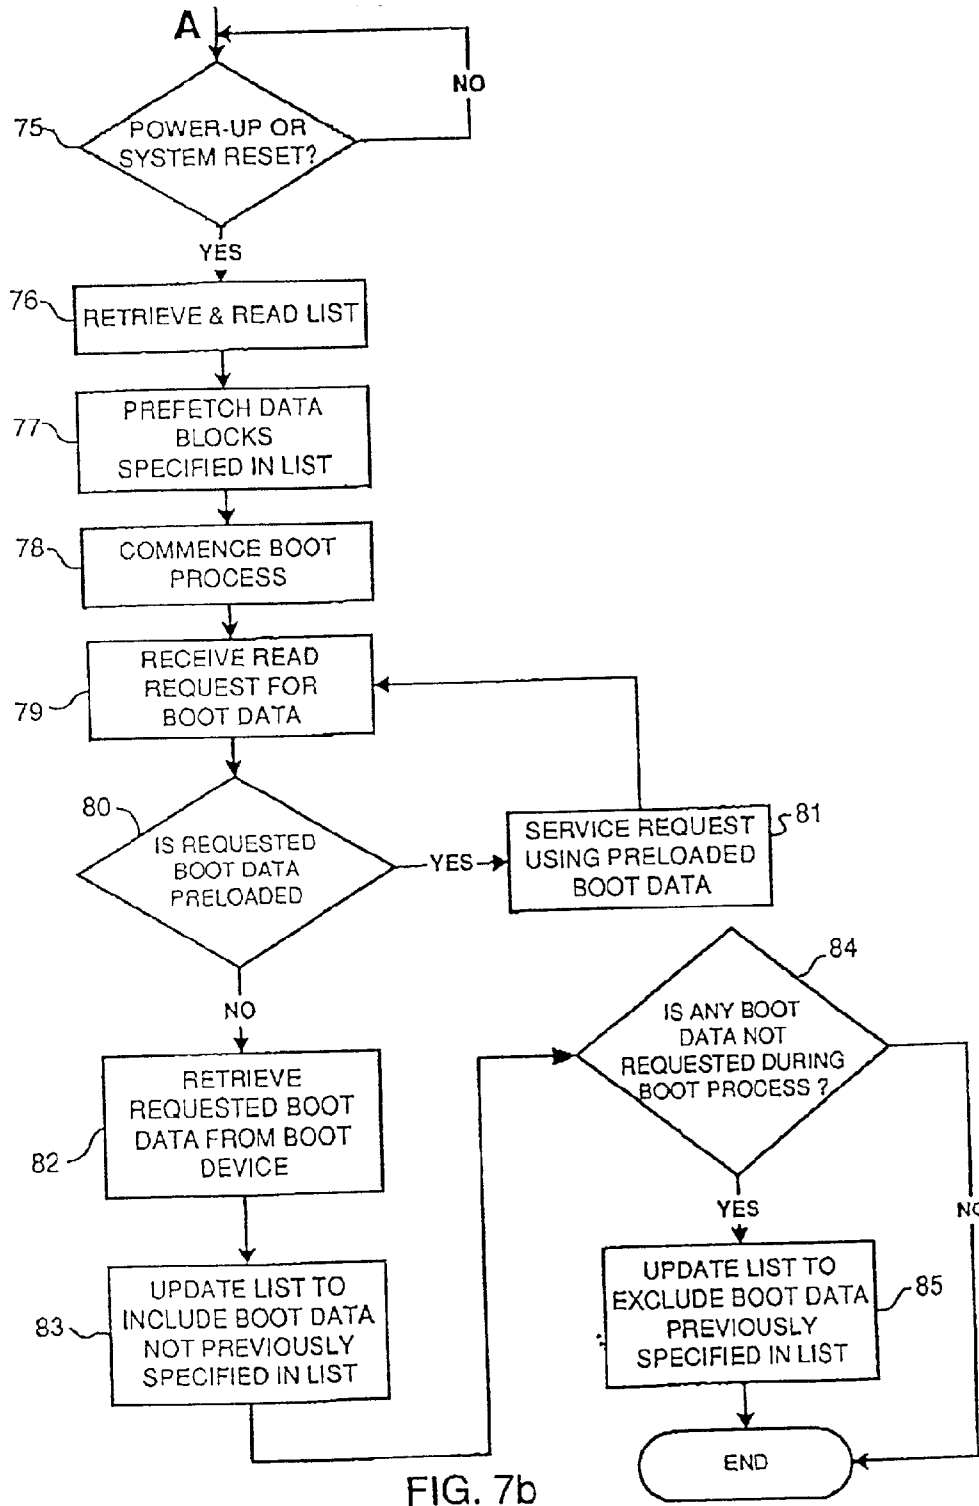 A
NO
75
POWER-UP OR
SYSTEM RESET?
YES
76
RETRIEVE & READ LIST
77
PREFETCH DATA
BLOCKS
SPECIFIED IN LIST
78
COMMENCE BOOT
PROCESS
79
RECEIVE READ
REQUEST FOR
BOOT DATA
80
IS REQUESTED
BOOT DATA
PRELOADED
YES
81
SERVICE REQUEST
USING PRELOADED
BOOT DATA
NO
82
RETRIEVE
REQUESTED BOOT
DATA FROM BOOT
DEVICE
83
UPDATE LIST TO
INCLUDE BOOT DATA
NOT PREVIOUSLY
SPECIFIED IN LIST
84
IS ANY BOOT
DATA NOT
REQUESTED DURING
BOOT PROCESS ?
YES
NO
85
UPDATE LIST TO
EXCLUDE BOOT DATA
PREVIOUSLY
SPECIFIED IN LIST
END
FIG. 7b